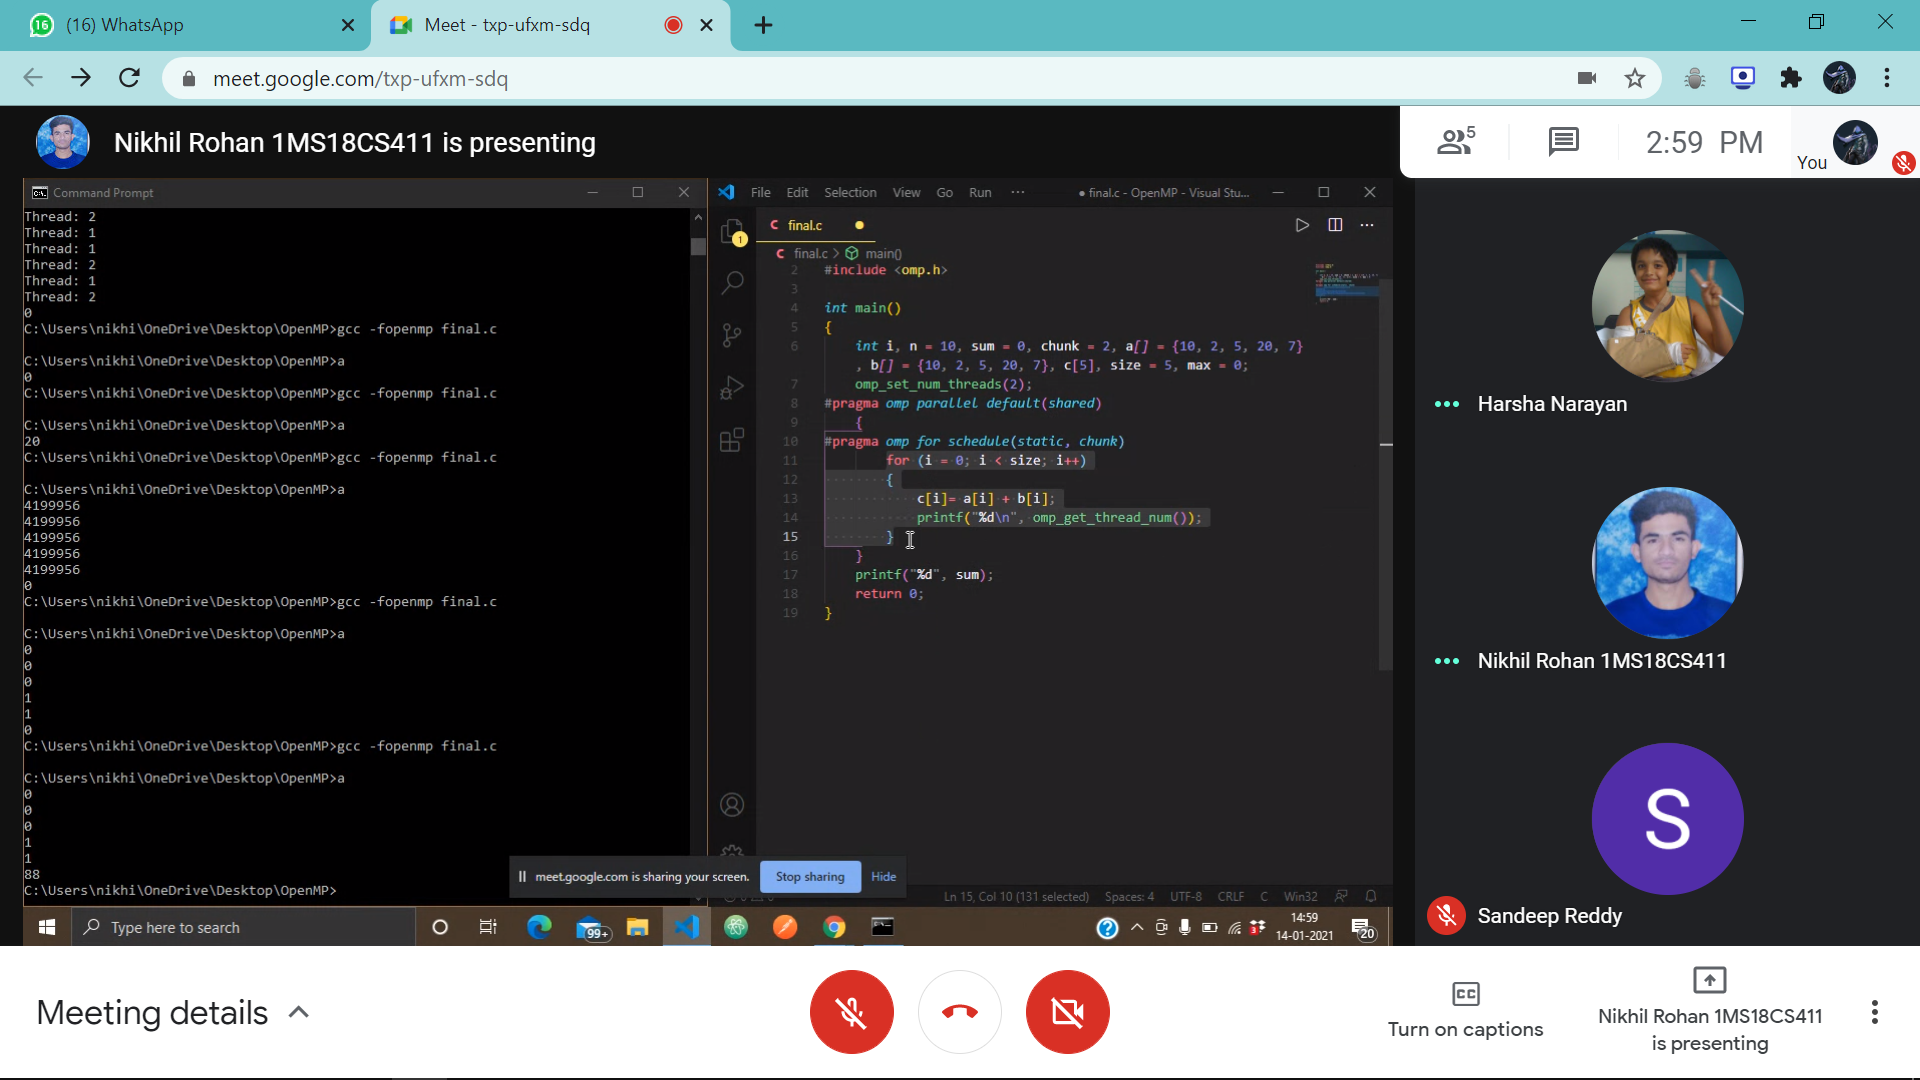 16 (16) WhatsApp
Meet - txp-ufxm-sdq
meet.google.com/txp-ufxm-sdq
Nikhil Rohan 1MS18CS411 is presenting
5
2:59 PM
You
Command Prompt
Thread: 2
Thread: 1
Thread: 1
Thread: 2
Thread: 1
Thread: 2
0
C:\Users\nikhi\OneDrive\Desktop\OpenMP>gcc -fopenmp final.c
C:\Users\nikhi\OneDrive\Desktop\OpenMP>a
0
C:\Users\nikhi\OneDrive\Desktop\OpenMP>gcc -fopenmp final.c
C:\Users\nikhi\OneDrive\Desktop\OpenMP>a
20
C:\Users\nikhi\OneDrive\Desktop\OpenMP>gcc -fopenmp final.c
C:\Users\nikhi\OneDrive\Desktop\OpenMP>a
4199956
4199956
4199956
4199956
4199956
0
C:\Users\nikhi\OneDrive\Desktop\OpenMP>gcc -fopenmp final.c
C:\Users\nikhi\OneDrive\Desktop\OpenMP>a
0
0
0
1
1
0
C:\Users\nikhi\OneDrive\Desktop\OpenMP>gcc -fopenmp final.c
C:\Users\nikhi\OneDrive\Desktop\OpenMP>a
0
0
0
1
1
88
C:\Users\nikhi\OneDrive\Desktop\OpenMP>
File Edit Selection View Go Run ··· ● final.c - OpenMP - Visual Stu...
1
C final.c ●
C final.c > main()
2 #include <omp.h>
3
4 int main()
5 {
6 int i, n = 10, sum = 0, chunk = 2, a[] = {10, 2, 5, 20, 7}
, b[] = {10, 2, 5, 20, 7}, c[5], size = 5, max = 0;
7 omp_set_num_threads(2);
8 #pragma omp parallel default(shared)
9 {
10 #pragma omp for schedule(static, chunk)
11 for (i = 0; i < size; i++)
12 {
13 c[i]= a[i] + b[i];
14 printf("%d\n", omp_get_thread_num());
15 }
16 }
17 printf("%d", sum);
18 return 0;
19 }
meet.google.com is sharing your screen. Stop sharing Hide
Ln 15, Col 10 (131 selected) Spaces: 4 UTF-8 CRLF C Win32
Type here to search
99+
3
14:59
14-01-2021
20
Harsha Narayan
Nikhil Rohan 1MS18CS411
S
Sandeep Reddy
Meeting details
CC
Turn on captions
Nikhil Rohan 1MS18CS411
is presenting